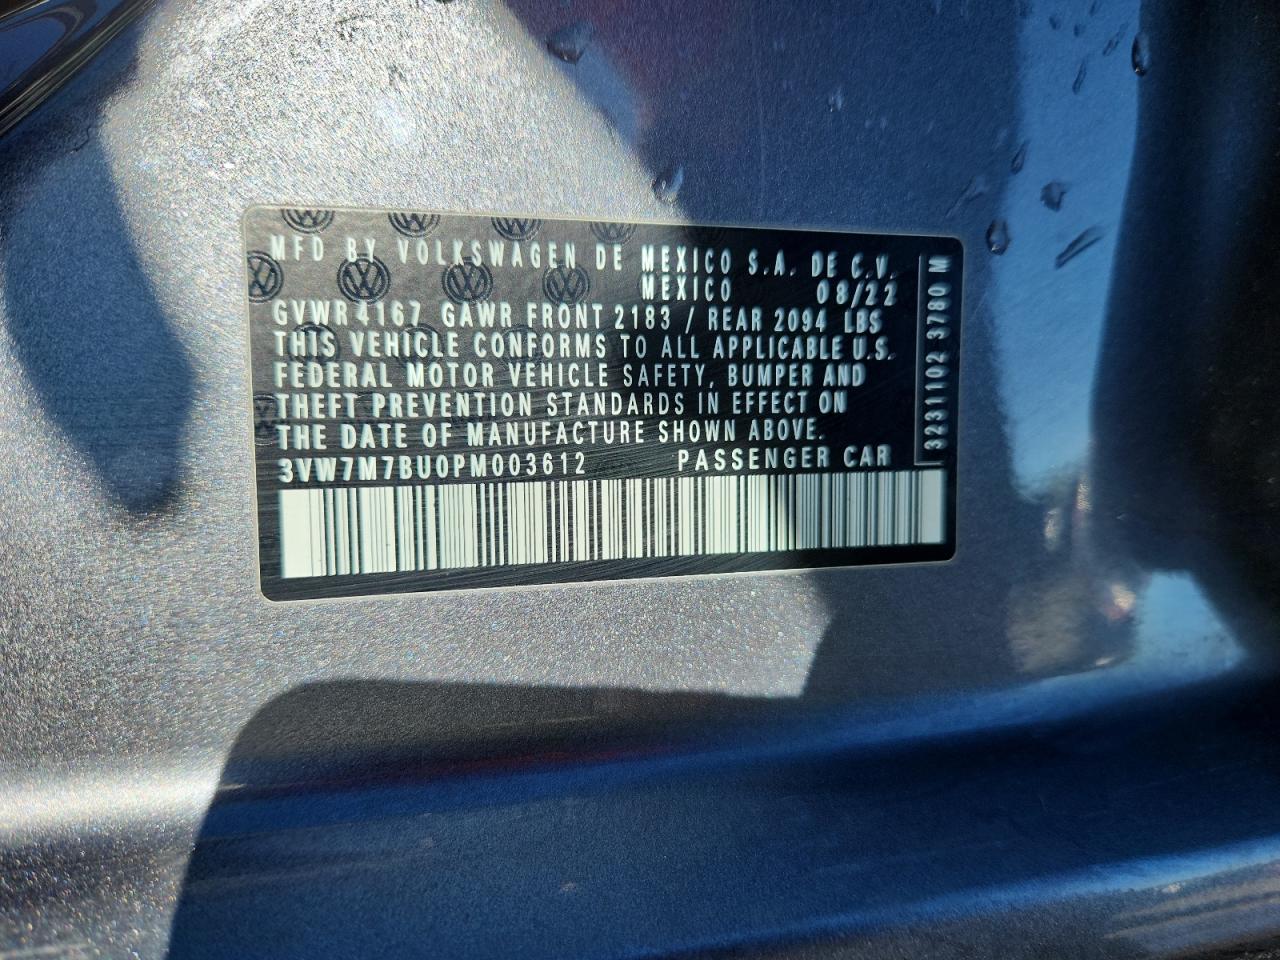 MFD BY VOLKSWAGEN DE MEXICO S.A. DE C.V.
MEXICO 08/22
GVWR 4167 GAWR FRONT 2183 / REAR 2094 LBS
THIS VEHICLE CONFORMS TO ALL APPLICABLE U.S.
FEDERAL MOTOR VEHICLE SAFETY, BUMPER AND
THEFT PREVENTION STANDARDS IN EFFECT ON
THE DATE OF MANUFACTURE SHOWN ABOVE.
3VW7M7BU0PM003612 PASSENGER CAR
3231102 3780 M